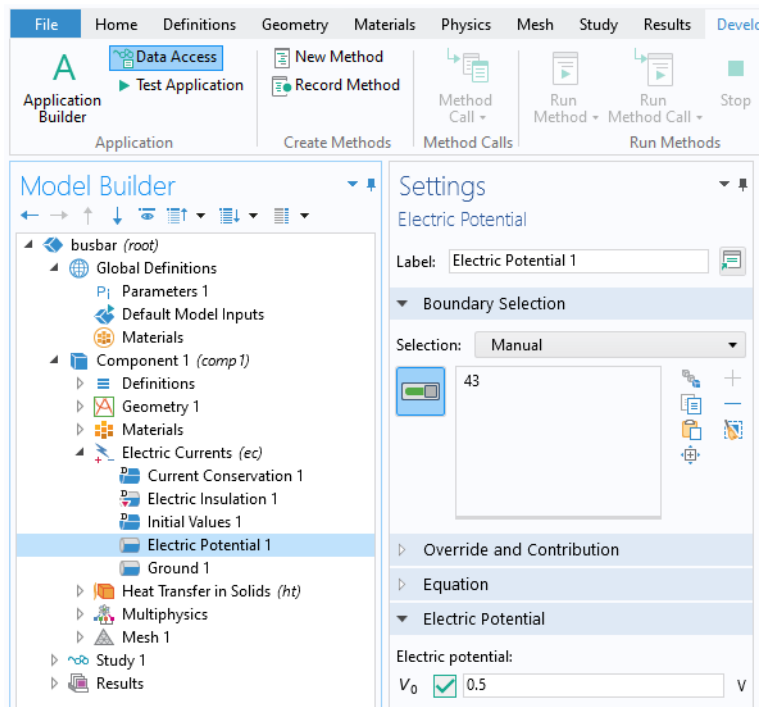 File Home Definitions Geometry Materials Physics Mesh Study Results Develo
A Data Access New Method
Test Application Record Method
Application Builder
Method Call
Run Method
Run Method Call
Stop
Application Create Methods Method Calls Run Methods
Model Builder
busbar (root)
Global Definitions
Pi Parameters 1
Default Model Inputs
Materials
Component 1 (comp1)
Definitions
Geometry 1
Materials
Electric Currents (ec)
D Current Conservation 1
D Electric Insulation 1
D Initial Values 1
Electric Potential 1
Ground 1
Heat Transfer in Solids (ht)
Multiphysics
Mesh 1
Study 1
Results
Settings
Electric Potential
Label: Electric Potential 1
Boundary Selection
Selection: Manual
43
Override and Contribution
Equation
Electric Potential
Electric potential:
V0 0.5 V